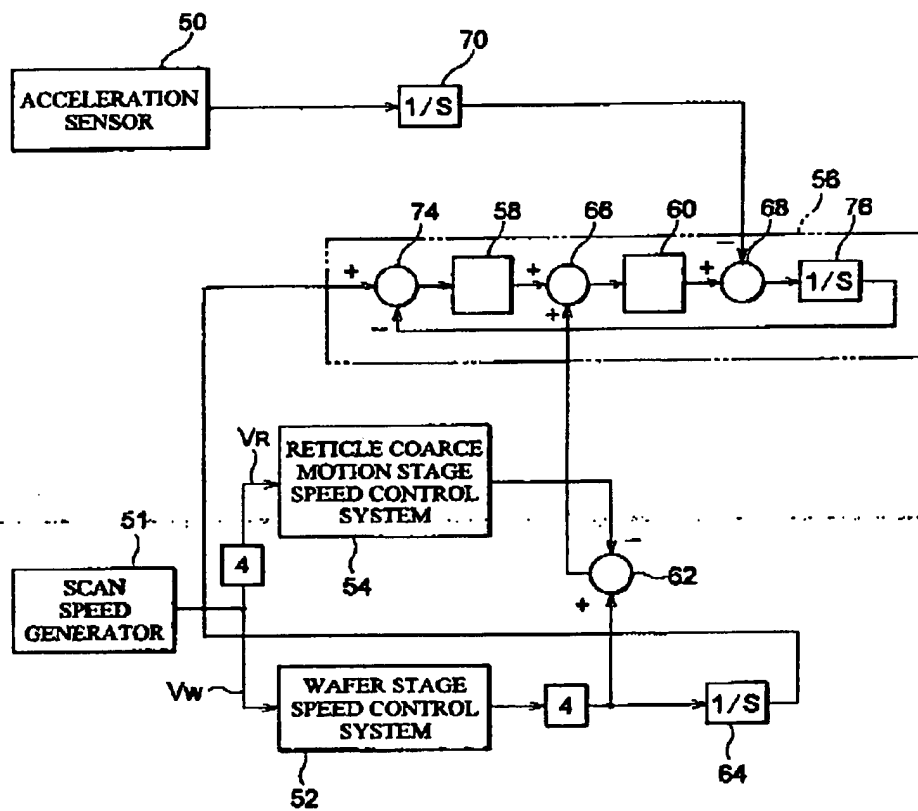 50
70
ACCELERATION
SENSOR
1/S
56
74
58
66
60
68
76
+
+
+
−
1/S
−
+
VR
RETICLE COARCE
MOTION STAGE
SPEED CONTROL
SYSTEM
51
4
54
−
62
+
SCAN
SPEED
GENERATOR
Vw
WAFER STAGE
SPEED CONTROL
SYSTEM
4
1/S
52
64